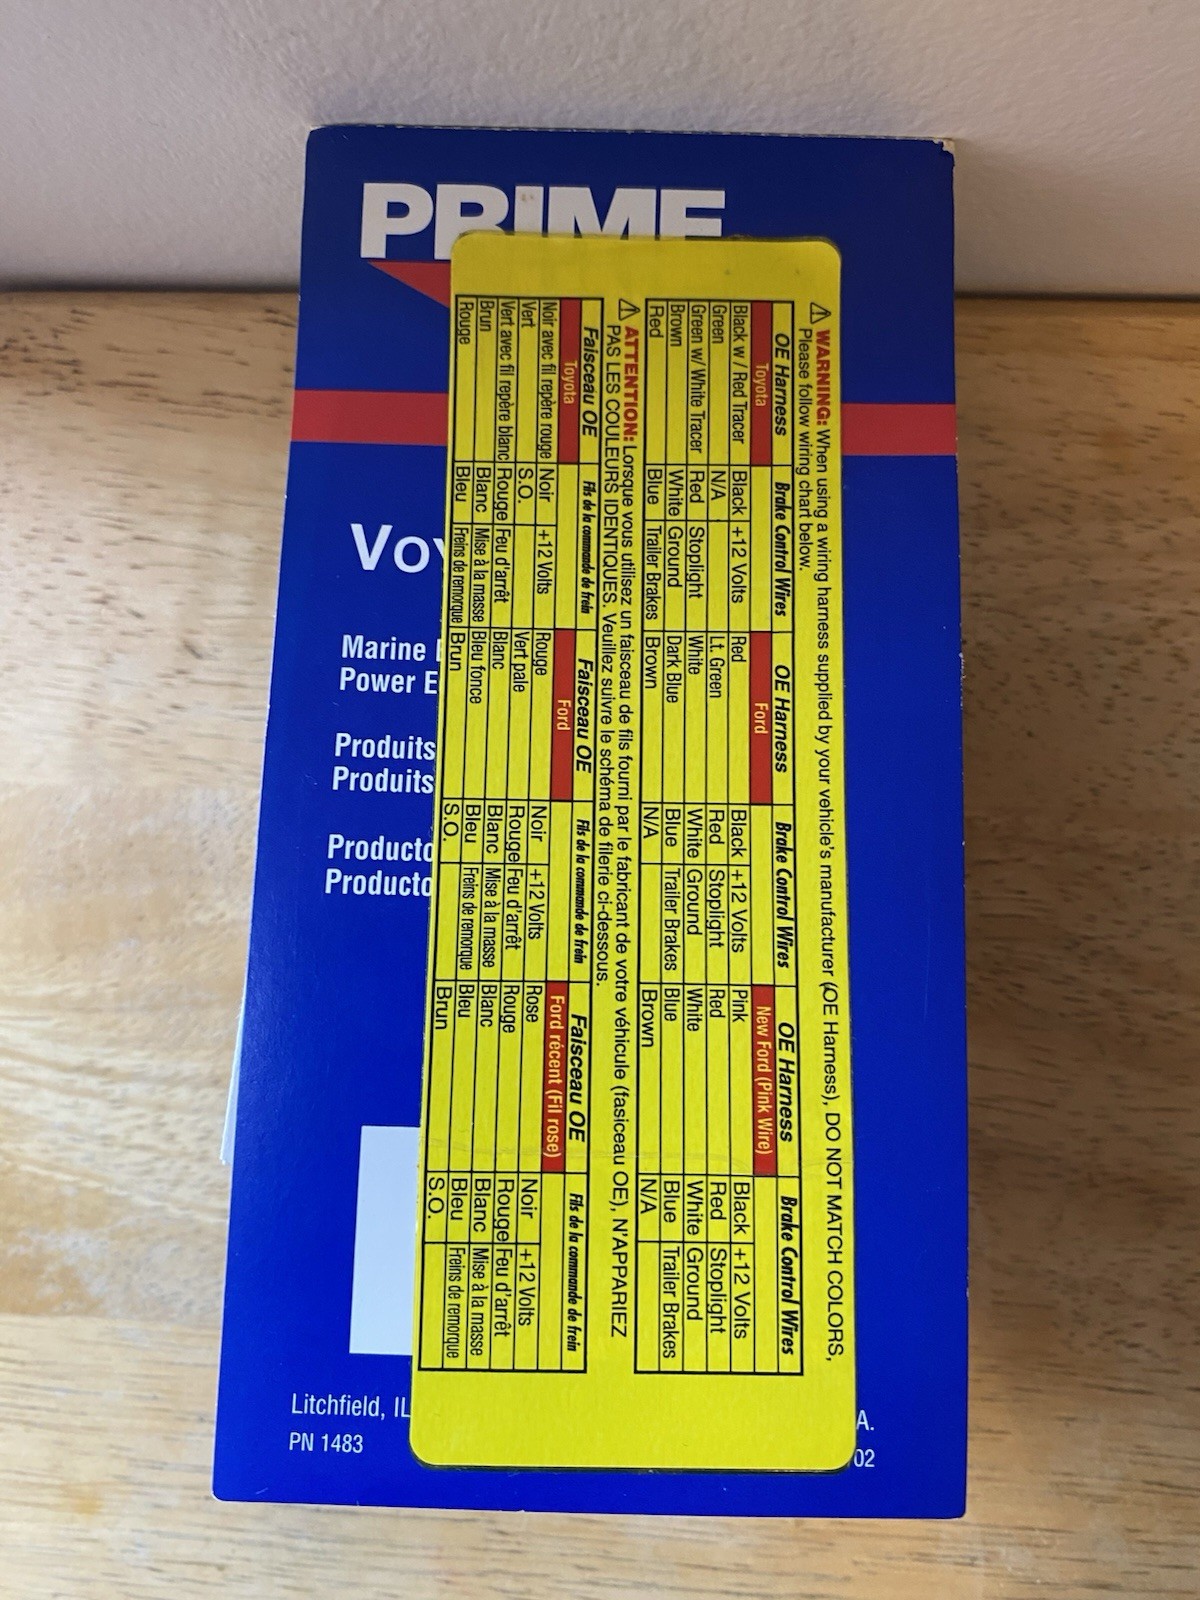 PRIME
Voy
Marine
Power E
Produits
Produits
Producto
Producto
Litchfield, IL
A.
PN 1483
02
⚠ WARNING: When using a wiring harness supplied by your vehicle's manufacturer (OE Harness), DO NOT MATCH COLORS,
Please follow wiring chart below.
OE Harness Brake Control Wires OE Harness Brake Control Wires OE Harness Brake Control Wires
Toyota Ford New Ford (Pink Wire)
Black w / Red Tracer Black +12 Volts Red Black +12 Volts Pink Black +12 Volts
Green N/A Lt. Green Red Stoplight Red Red Stoplight
Green w/ White Tracer Red Stoplight White White Ground White White Ground
Brown White Ground Dark Blue Blue Trailer Brakes Blue Blue Trailer Brakes
Red Blue Trailer Brakes Brown N/A Brown N/A
⚠ ATTENTION: Lorsque vous utilisez un faisceau de fils fourni par le fabricant de votre véhicule (fasiceau OE), N'APPARIEZ
PAS LES COULEURS IDENTIQUES. Veuillez suivre le schéma de filerie ci-dessous.
Faisceau OE Fils de la commande de frein Faisceau OE Fils de la commande de frein Faisceau OE Fils de la commande de frein
Toyota Ford Ford récent (Fil rose)
Noir avec fil repère rouge Noir +12 Volts Rouge Noir +12 Volts Rose Noir +12 Volts
Vert S.O. Vert pale Rouge Feu d'arrêt Rouge Rouge Feu d'arrêt
Vert avec fil repère blanc Rouge Feu d'arrêt Blanc Blanc Mise à la masse Blanc Blanc Mise à la masse
Brun Blanc Mise à la masse Bleu fonce Bleu Freins de remorque Bleu Bleu Freins de remorque
Rouge Bleu Freins de remorque Brun S.O. Brun S.O.